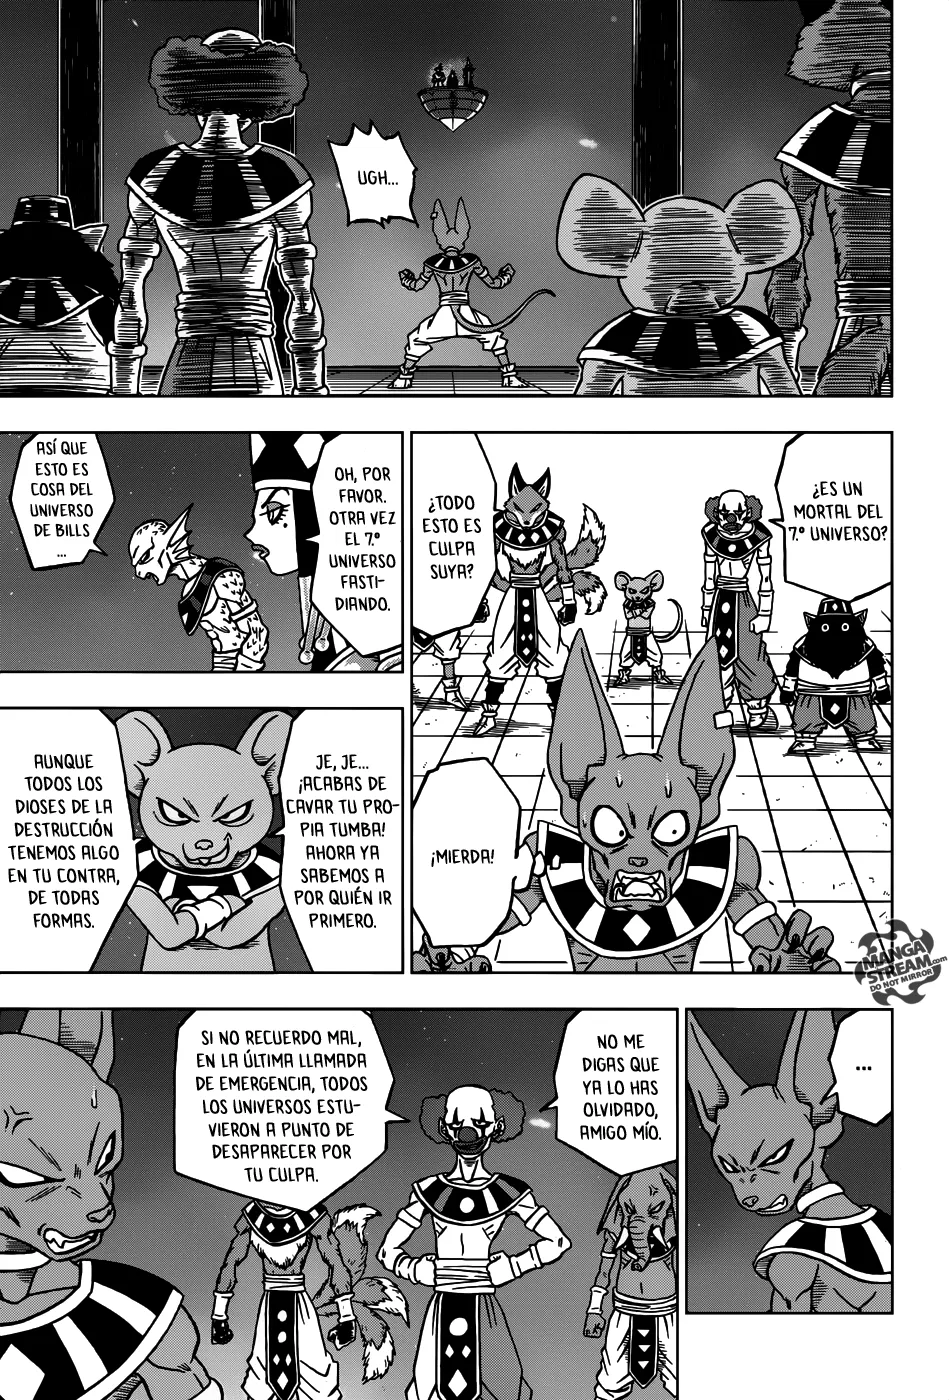 UGH...
¿ES UN
MORTAL DEL
7.º UNIVERSO?
¿TODO
ESTO ES
CULPA
SUYA?
¡MIERDA!
OH, POR
FAVOR.
OTRA VEZ
EL 7.º
UNIVERSO
FASTI-
DIANDO.
ASÍ QUE
ESTO ES
COSA DEL
UNIVERSO
DE BILLS
...
JE, JE...
¡ACABAS DE
CAVAR TU PRO-
PIA TUMBA!
AHORA YA
SABEMOS A
POR QUIÉN IR
PRIMERO.
AUNQUE
TODOS LOS
DIOSES DE LA
DESTRUCCIÓN
TENEMOS ALGO
EN TU CONTRA,
DE TODAS
FORMAS.
MANGA
STREAM.com
DO NOT MIRROR
...
NO ME
DIGAS QUE
YA LO HAS
OLVIDADO,
AMIGO MÍO.
SI NO RECUERDO MAL,
EN LA ÚLTIMA LLAMADA
DE EMERGENCIA, TODOS
LOS UNIVERSOS ESTU-
VIERON A PUNTO DE
DESAPARECER POR
TU CULPA.